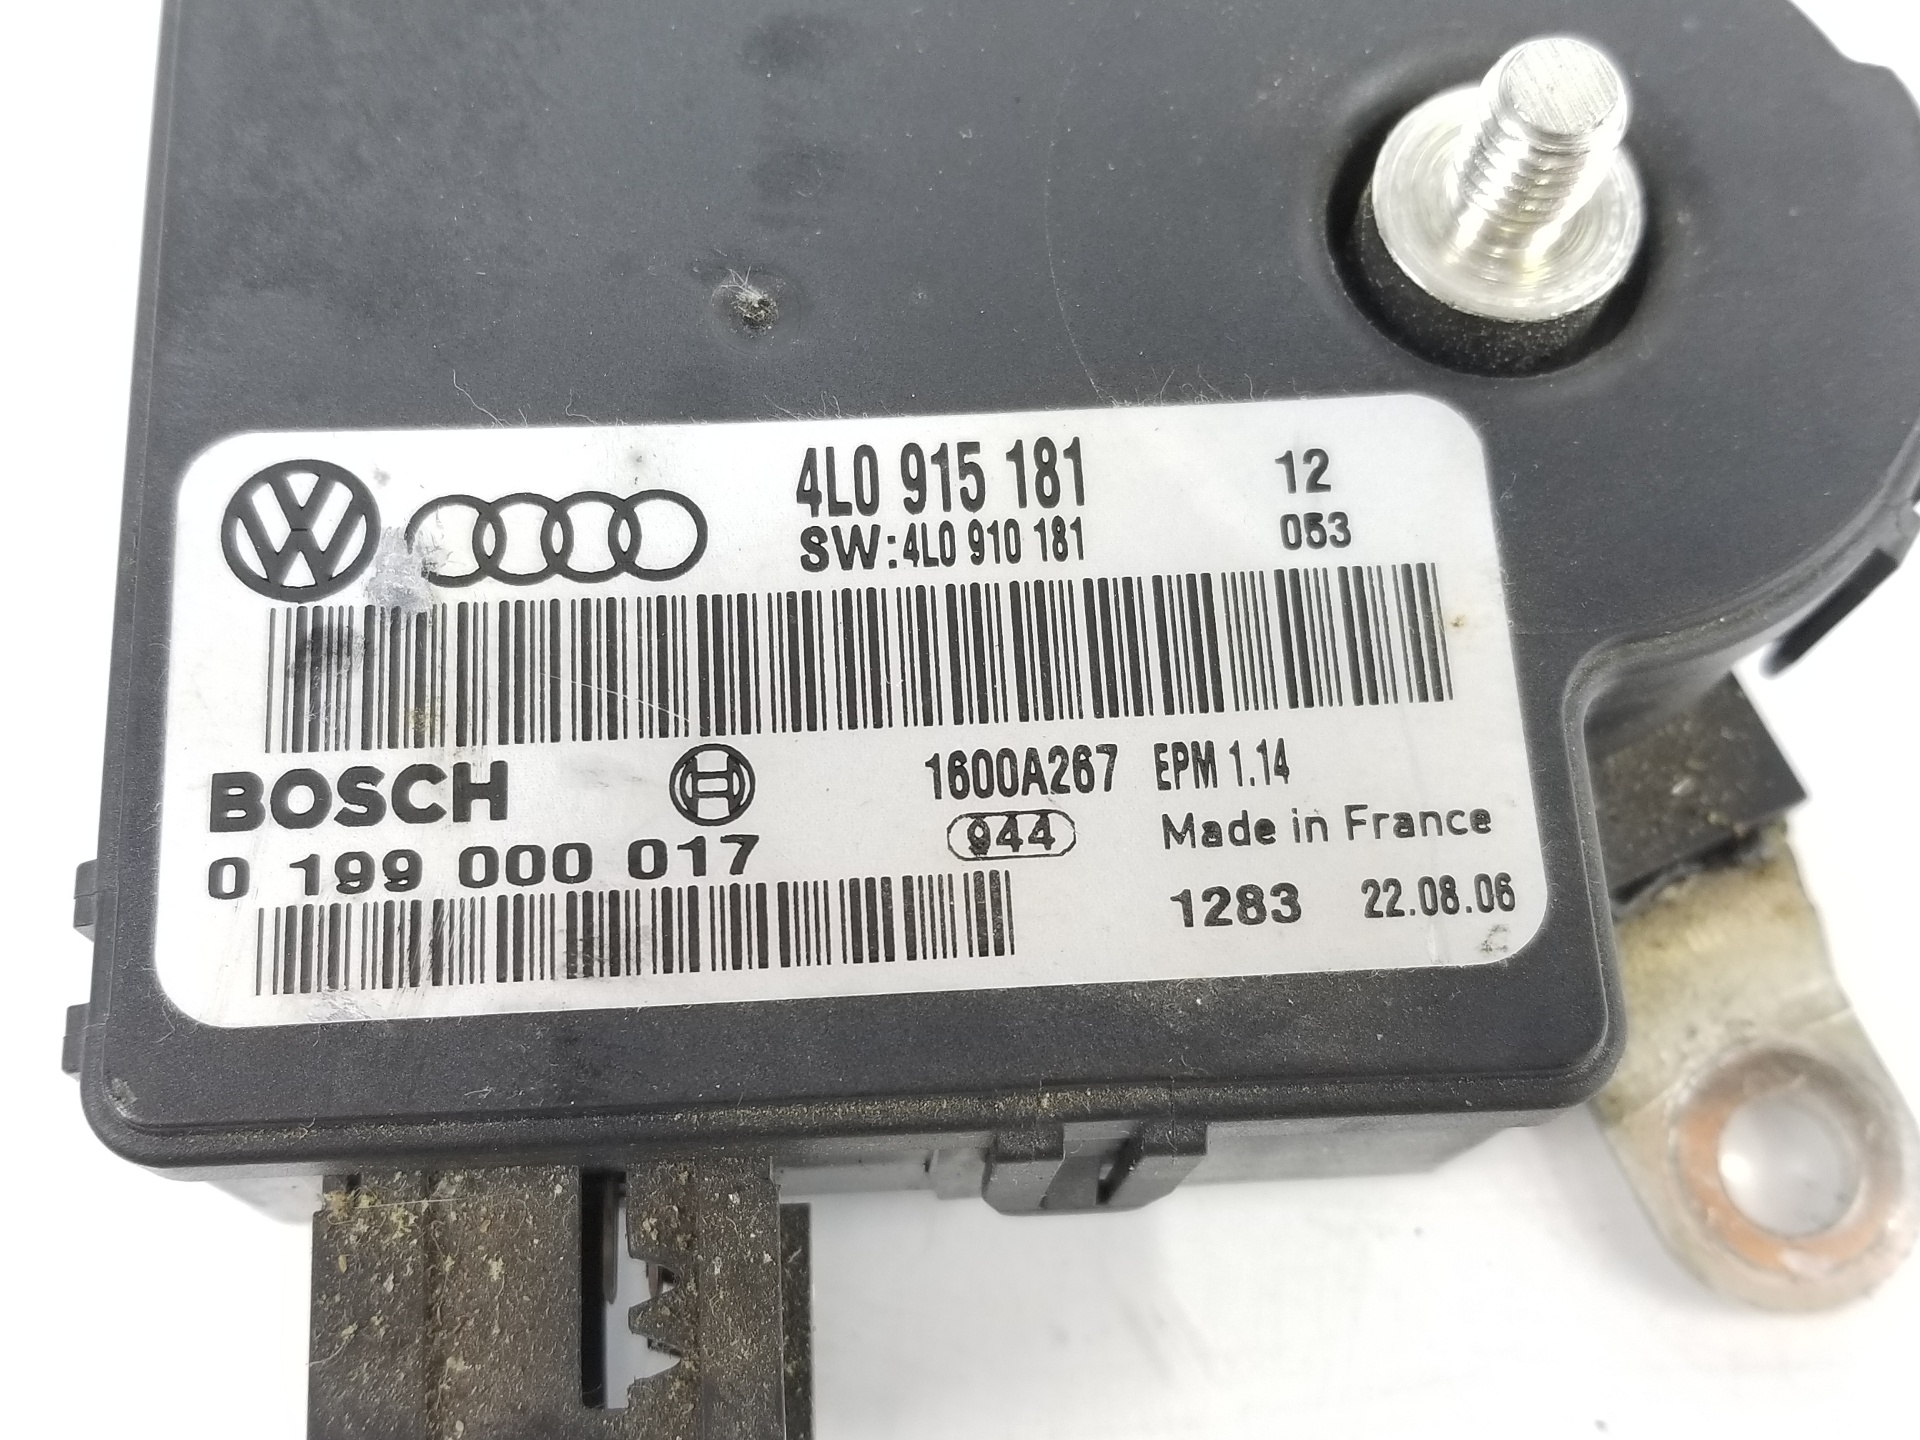 4L0 915 181 12
SW:4L0 910 181 053
BOSCH 1600A267 EPM 1.14
0 199 000 017 944 Made in France
1283 22.08.06